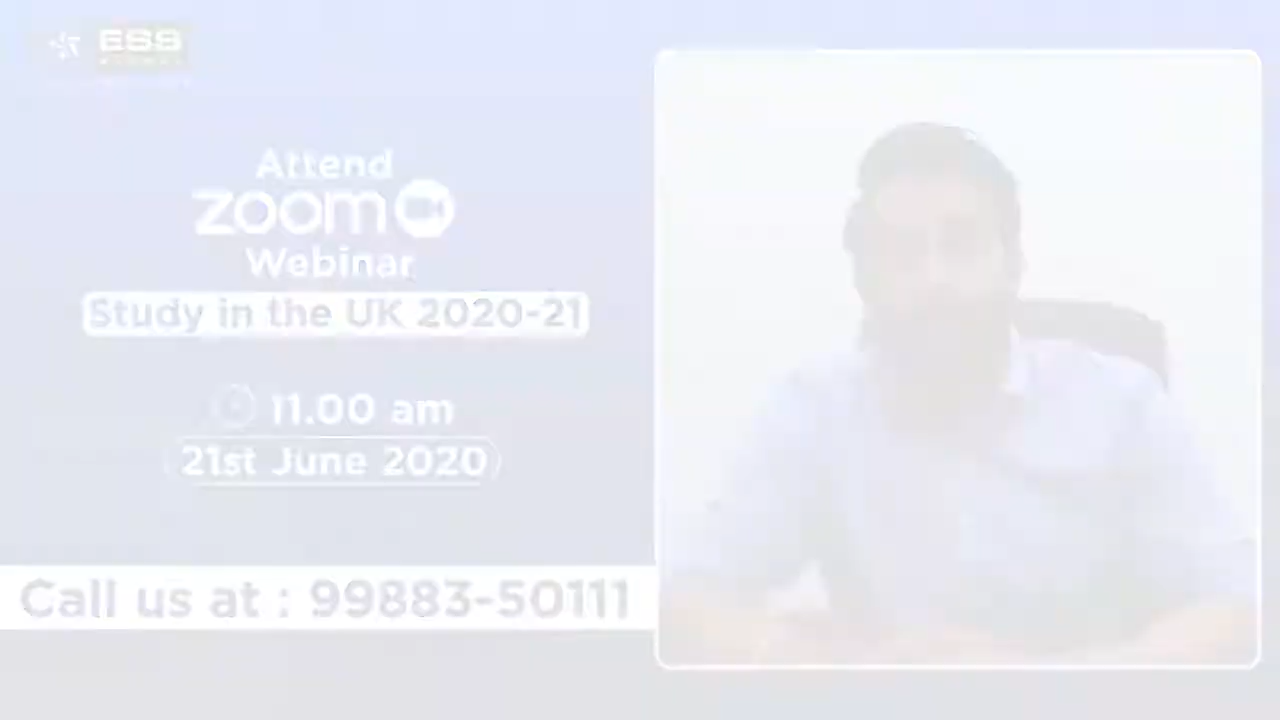 ESS
Attend
zoom
Webinar
Study in the UK 2020-21
11.00 am
21st June 2020
Call us at : 99883-50111